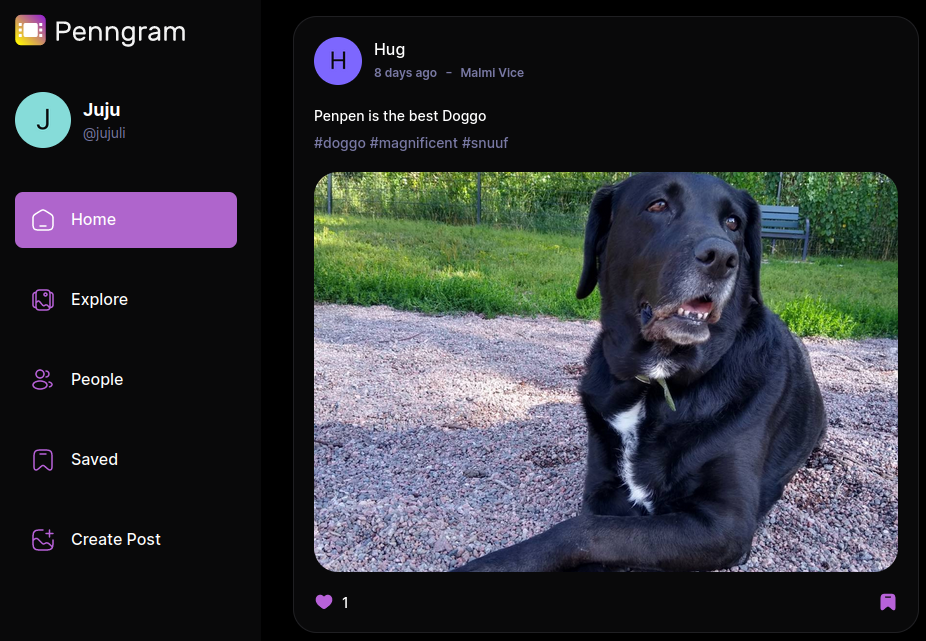 Penngram
J
Juju
@jujuli
Home
Explore
People
Saved
Create Post
H
Hug
8 days ago – Malmi VIce
Penpen is the best Doggo
#doggo #magnificent #snuuf
1